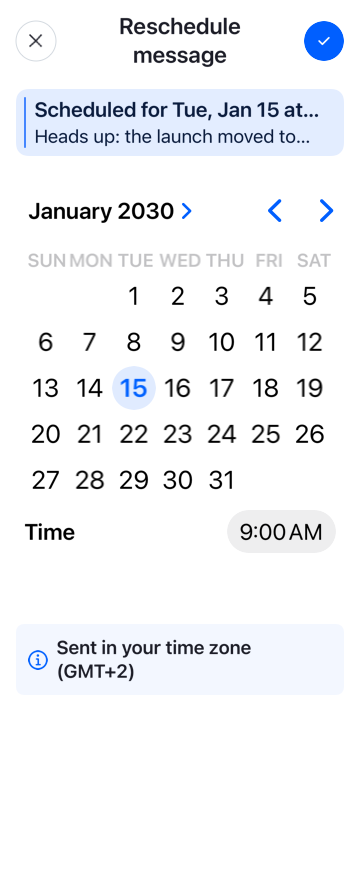 Reschedule
message
Scheduled for Tue, Jan 15 at...
Heads up: the launch moved to...
January 2030
SUN MON TUE WED THU FRI SAT
1 2 3 4 5
6 7 8 9 10 11 12
13 14 15 16 17 18 19
20 21 22 23 24 25 26
27 28 29 30 31
Time 9:00 AM
Sent in your time zone
(GMT+2)